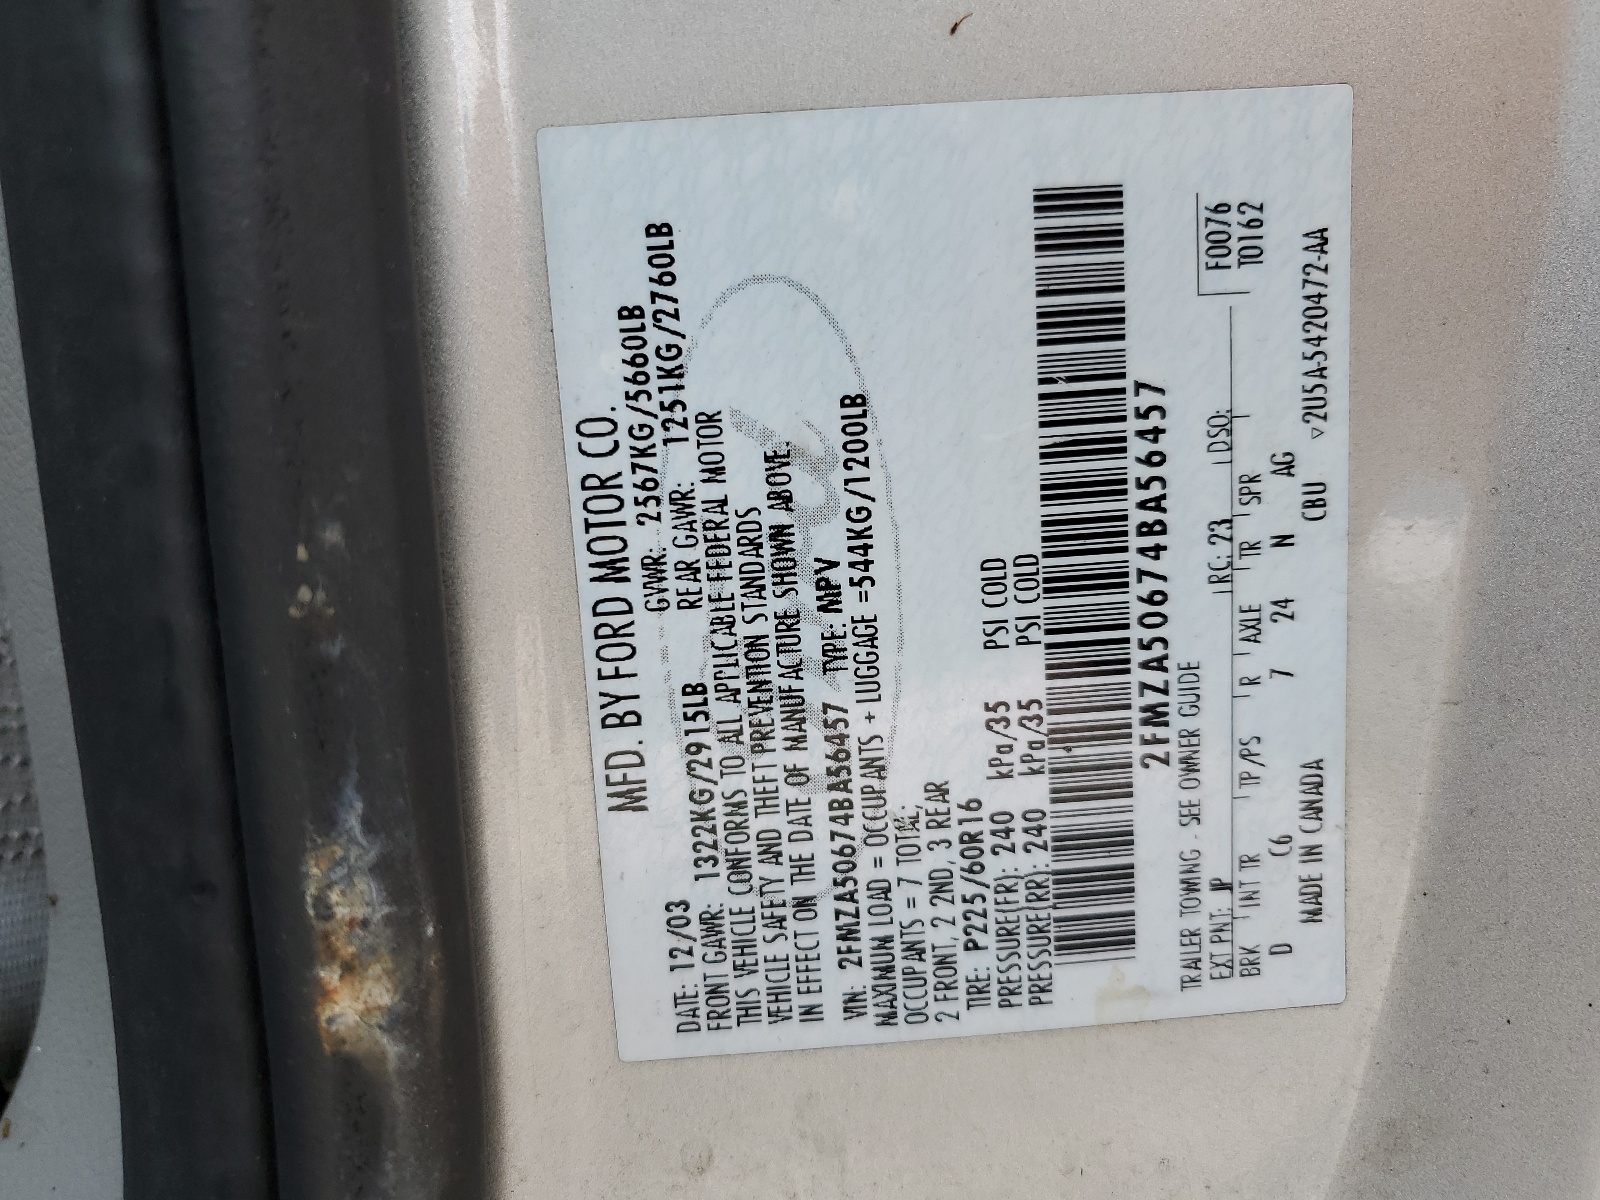 MFD. BY FORD MOTOR CO.
DATE: 12/03 GVWR: 2567KG/5660LB
FRONT GAWR: 1322KG/2915LB REAR GAWR: 1251KG/2760LB
THIS VEHICLE CONFORMS TO ALL APPLICABLE FEDERAL MOTOR
VEHICLE SAFETY AND THEFT PREVENTION STANDARDS
IN EFFECT ON THE DATE OF MANUFACTURE SHOWN ABOVE.
VIN: 2FMZA50674BA56457 TYPE: MPV
MAXIMUM LOAD = OCCUPANTS + LUGGAGE =544KG/1200LB
OCCUPANTS = 7 TOTAL;
2 FRONT, 2 2ND, 3 REAR
TIRE: P225/60R16
PRESSURE(FR): 240 kPa/35 PSI COLD
PRESSURE(RR): 240 kPa/35 PSI COLD
2FMZA50674BA56457
TRAILER TOWING - SEE OWNER GUIDE
EXT PNT: JP RC: 23 DSO: F0076
BRK INT TR TP/PS R AXLE TR SPR T0162
D C6 7 24 N AG
MADE IN CANADA CBU ▽2U5A-5420472-AA